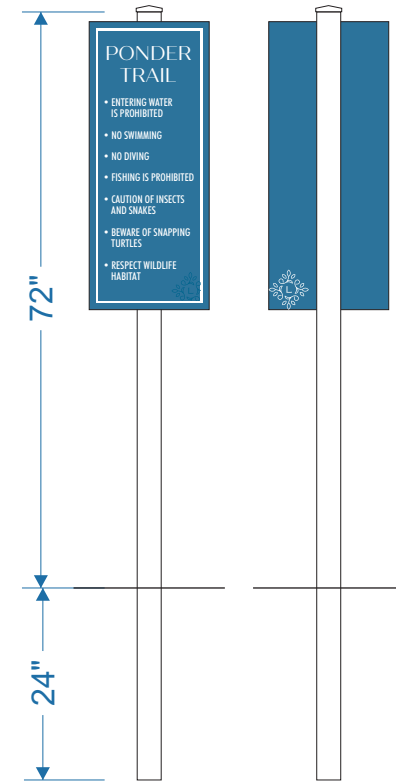 PONDER
TRAIL
• ENTERING WATER
IS PROHIBITED
• NO SWIMMING
• NO DIVING
• FISHING IS PROHIBITED
• CAUTION OF INSECTS
AND SNAKES
• BEWARE OF SNAPPING
TURTLES
• RESPECT WILDLIFE
HABITAT
L
L
72"
24"